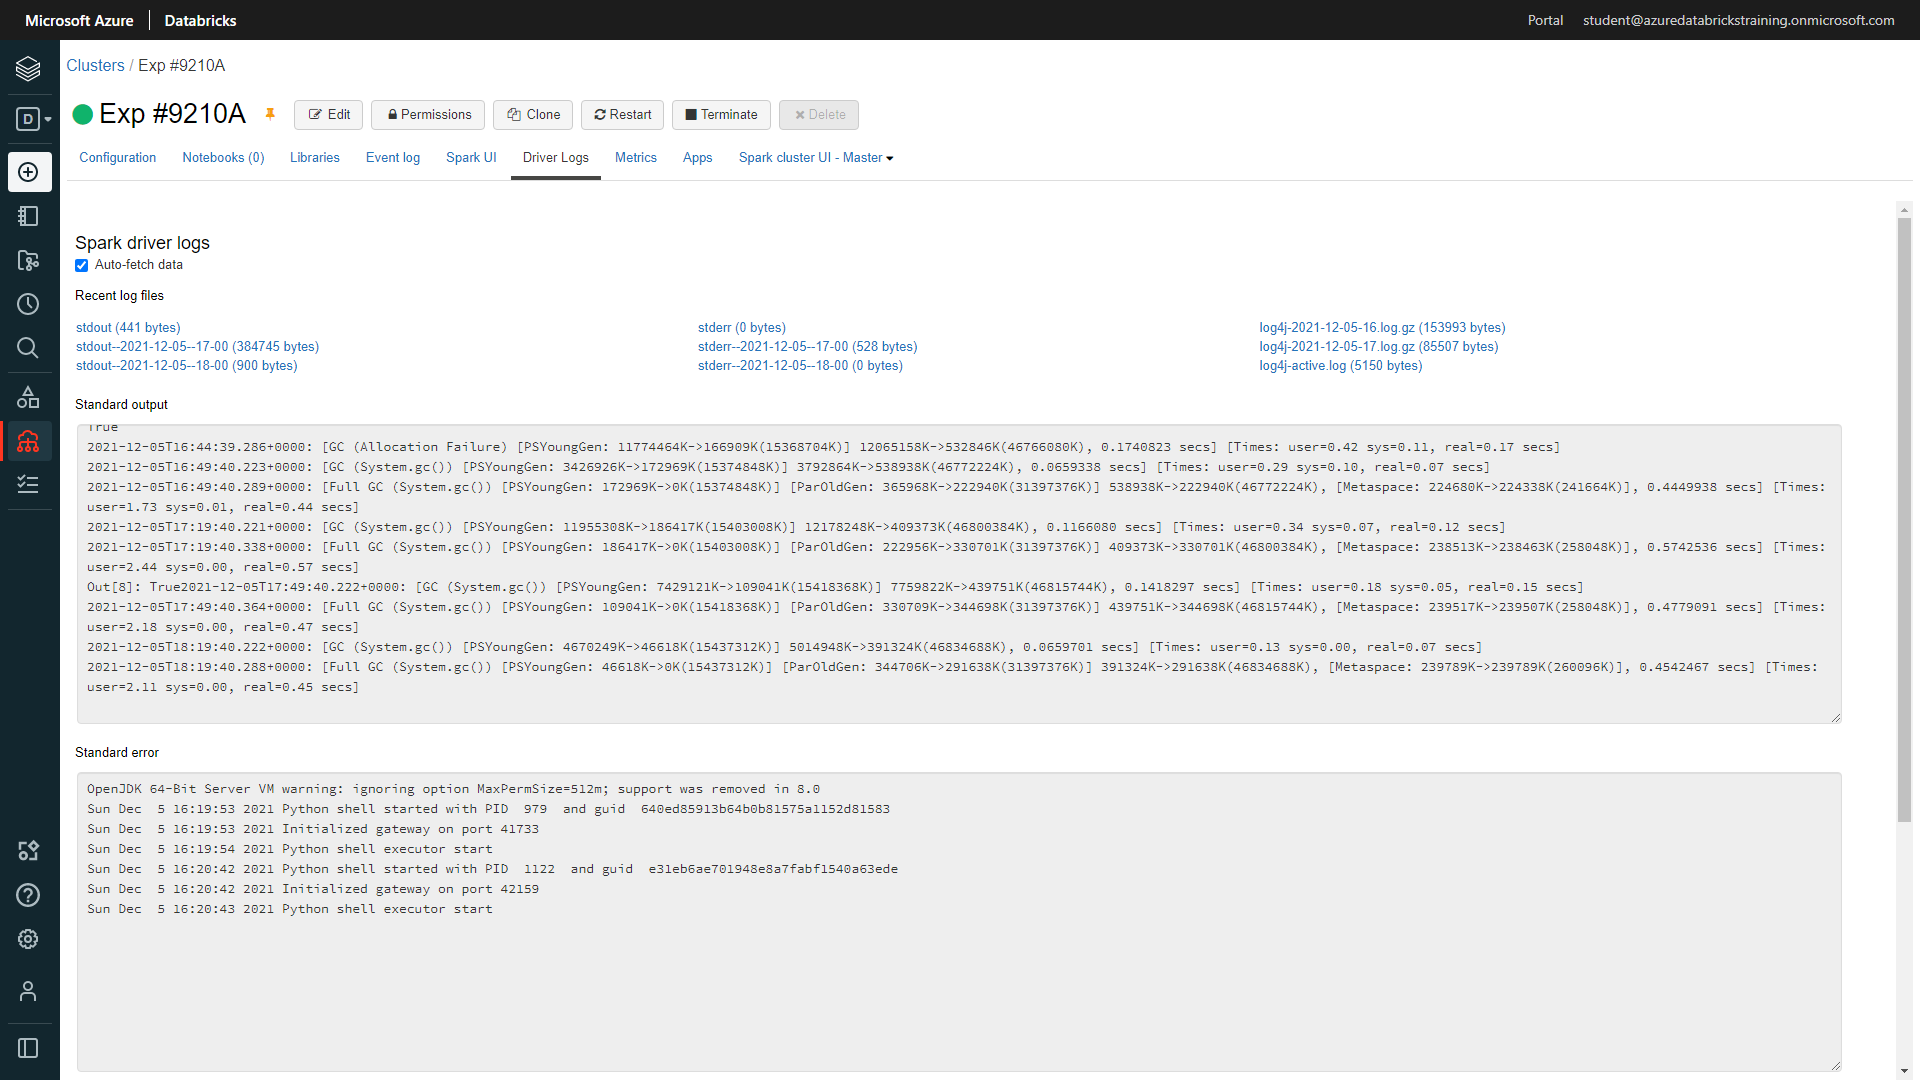 Microsoft Azure Databricks Portal student@azuredatabrickstraining.onmicrosoft.com
Clusters / Exp #9210A
D
Exp #9210A Edit Permissions Clone Restart Terminate Delete
Configuration Notebooks (0) Libraries Event log Spark UI Driver Logs Metrics Apps Spark cluster UI - Master
Spark driver logs
Auto-fetch data
Recent log files
stdout (441 bytes) stderr (0 bytes) log4j-2021-12-05-16.log.gz (153993 bytes)
stdout--2021-12-05--17-00 (384745 bytes) stderr--2021-12-05--17-00 (528 bytes) log4j-2021-12-05-17.log.gz (85507 bytes)
stdout--2021-12-05--18-00 (900 bytes) stderr--2021-12-05--18-00 (0 bytes) log4j-active.log (5150 bytes)
Standard output
True
2021-12-05T16:44:39.286+0000: [GC (Allocation Failure) [PSYoungGen: 11774464K->166909K(15368704K)] 12065158K->532846K(46766080K), 0.1740823 secs] [Times: user=0.42 sys=0.11, real=0.17 secs]
2021-12-05T16:49:40.223+0000: [GC (System.gc()) [PSYoungGen: 3426926K->172969K(15374848K)] 3792864K->538938K(46772224K), 0.0659338 secs] [Times: user=0.29 sys=0.10, real=0.07 secs]
2021-12-05T16:49:40.289+0000: [Full GC (System.gc()) [PSYoungGen: 172969K->0K(15374848K)] [ParOldGen: 365968K->222940K(31397376K)] 538938K->222940K(46772224K), [Metaspace: 224680K->224338K(241664K)], 0.4449938 secs] [Times:
user=1.73 sys=0.01, real=0.44 secs]
2021-12-05T17:19:40.221+0000: [GC (System.gc()) [PSYoungGen: 11955308K->186417K(15403008K)] 12178248K->409373K(46800384K), 0.1166080 secs] [Times: user=0.34 sys=0.07, real=0.12 secs]
2021-12-05T17:19:40.338+0000: [Full GC (System.gc()) [PSYoungGen: 186417K->0K(15403008K)] [ParOldGen: 222956K->330701K(31397376K)] 409373K->330701K(46800384K), [Metaspace: 238513K->238463K(258048K)], 0.5742536 secs] [Times:
user=2.44 sys=0.00, real=0.57 secs]
Out[8]: True2021-12-05T17:49:40.222+0000: [GC (System.gc()) [PSYoungGen: 7429121K->109041K(15418368K)] 7759822K->439751K(46815744K), 0.1418297 secs] [Times: user=0.18 sys=0.05, real=0.15 secs]
2021-12-05T17:49:40.364+0000: [Full GC (System.gc()) [PSYoungGen: 109041K->0K(15418368K)] [ParOldGen: 330709K->344698K(31397376K)] 439751K->344698K(46815744K), [Metaspace: 239517K->239507K(258048K)], 0.4779091 secs] [Times:
user=2.18 sys=0.00, real=0.47 secs]
2021-12-05T18:19:40.222+0000: [GC (System.gc()) [PSYoungGen: 4670249K->46618K(15437312K)] 5014948K->391324K(46834688K), 0.0659701 secs] [Times: user=0.13 sys=0.00, real=0.07 secs]
2021-12-05T18:19:40.288+0000: [Full GC (System.gc()) [PSYoungGen: 46618K->0K(15437312K)] [ParOldGen: 344706K->291638K(31397376K)] 391324K->291638K(46834688K), [Metaspace: 239789K->239789K(260096K)], 0.4542467 secs] [Times:
user=2.11 sys=0.00, real=0.45 secs]
Standard error
OpenJDK 64-Bit Server VM warning: ignoring option MaxPermSize=512m; support was removed in 8.0
Sun Dec  5 16:19:53 2021 Python shell started with PID  979  and guid  640ed85913b64b0b81575a1152d81583
Sun Dec  5 16:19:53 2021 Initialized gateway on port 41733
Sun Dec  5 16:19:54 2021 Python shell executor start
Sun Dec  5 16:20:42 2021 Python shell started with PID  1122  and guid  e31eb6ae701948e8a7fabf1540a63ede
Sun Dec  5 16:20:42 2021 Initialized gateway on port 42159
Sun Dec  5 16:20:43 2021 Python shell executor start